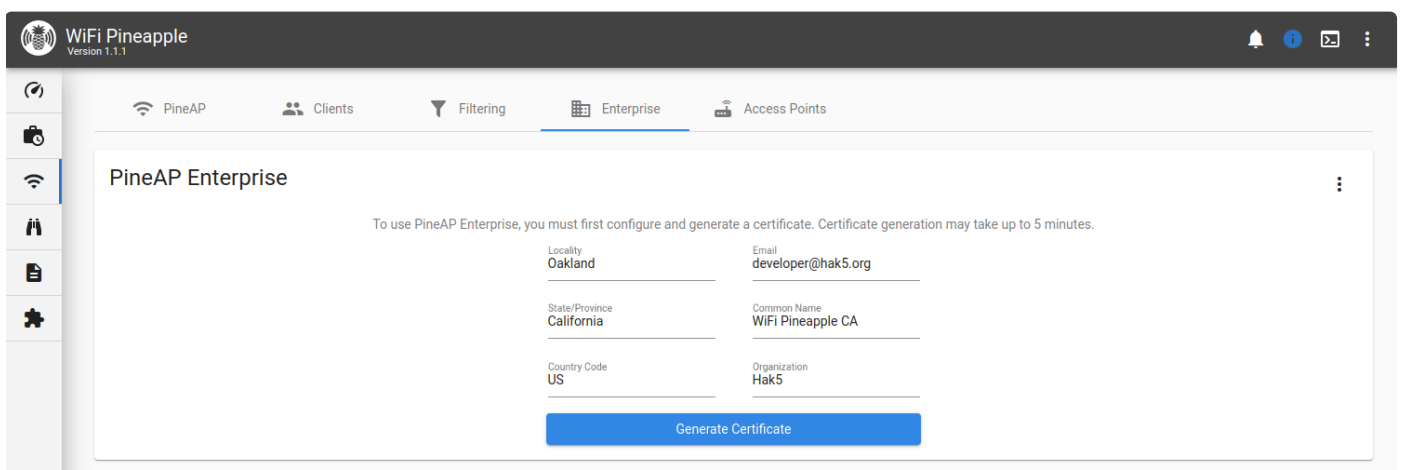 WiFi Pineapple
Version 1.1.1
PineAP Clients Filtering Enterprise Access Points
PineAP Enterprise
To use PineAP Enterprise, you must first configure and generate a certificate. Certificate generation may take up to 5 minutes.
Locality Email
Oakland developer@hak5.org
State/Province Common Name
California WiFi Pineapple CA
Country Code Organization
US Hak5
Generate Certificate